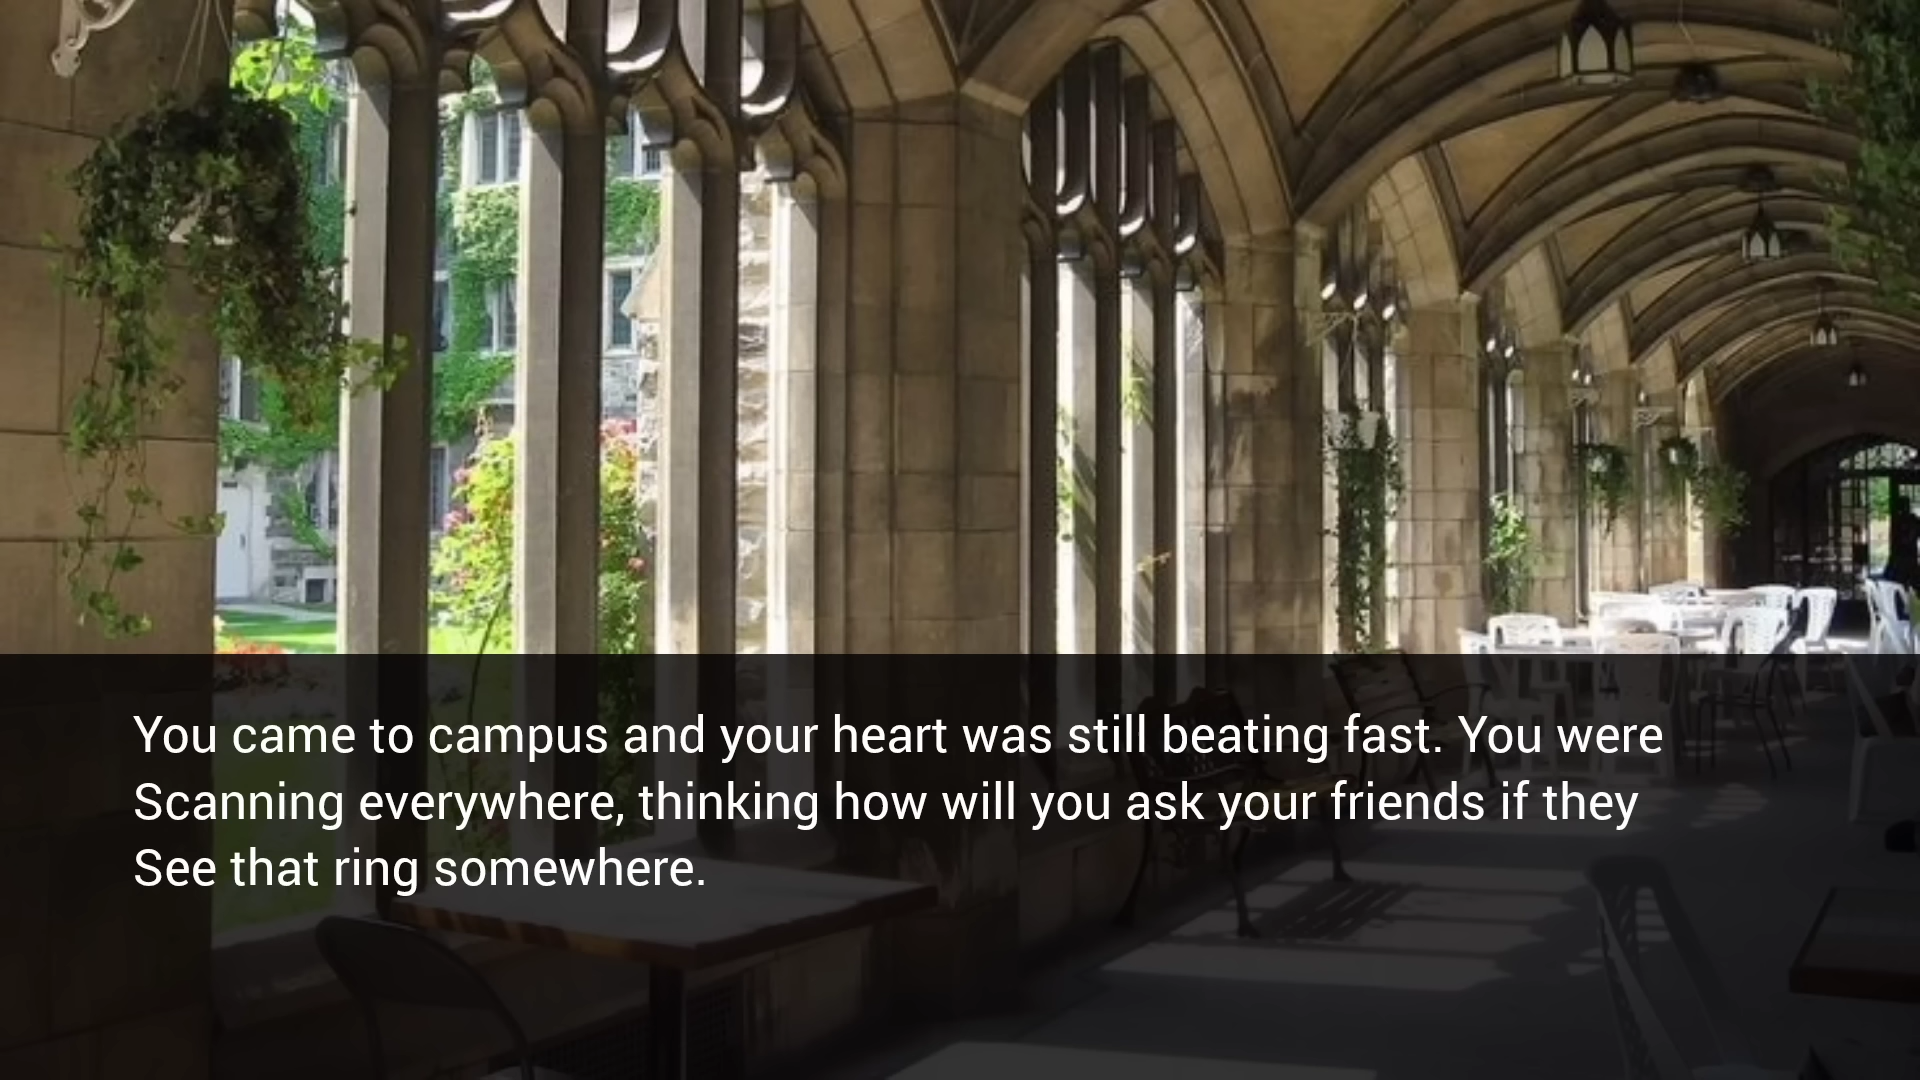 You came to campus and your heart was still beating fast. You were
Scanning everywhere, thinking how will you ask your friends if they
See that ring somewhere.